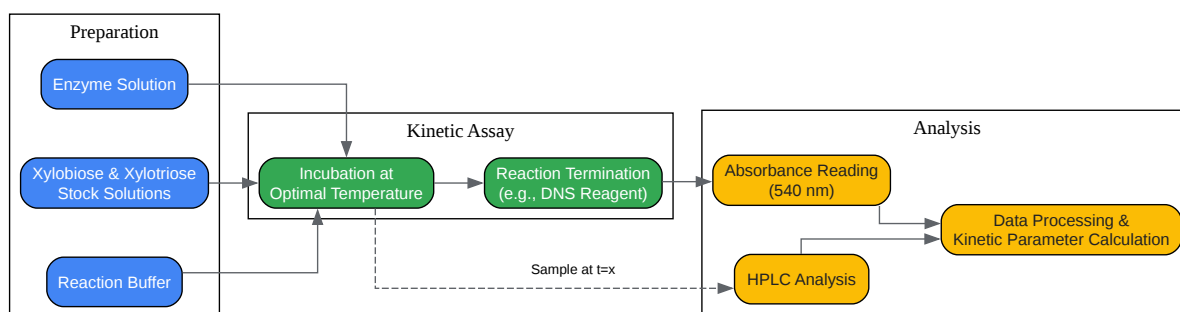 Preparation
Enzyme Solution
Xylobiose & Xylotriose
Stock Solutions
Reaction Buffer
Kinetic Assay
Incubation at
Optimal Temperature
Reaction Termination
(e.g., DNS Reagent)
Sample at t=x
Analysis
Absorbance Reading
(540 nm)
HPLC Analysis
Data Processing &
Kinetic Parameter Calculation